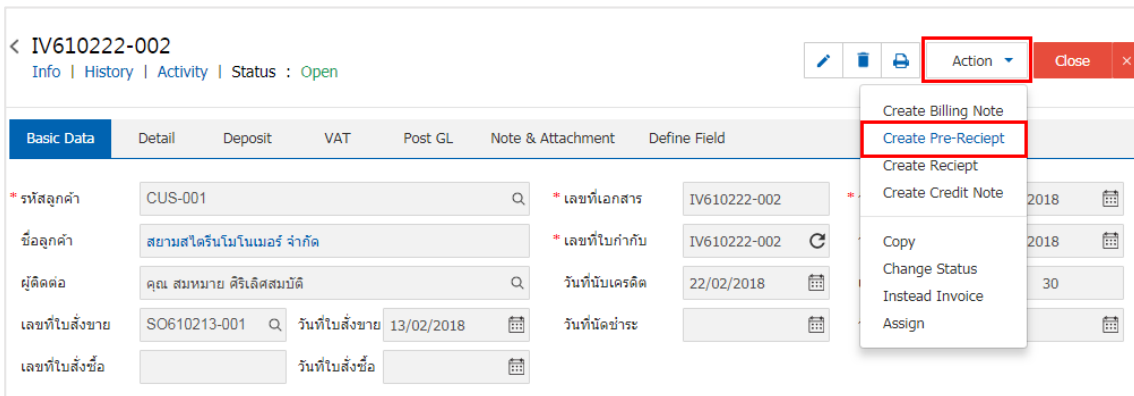 < IV610222-002
Info | History | Activity | Status : Open
Action
Close
×
Create Billing Note
Create Pre-Reciept
Create Reciept
Create Credit Note
Copy
Change Status
Instead Invoice
Assign
Basic Data Detail Deposit VAT Post GL Note & Attachment Define Field
* รหัสลูกค้า CUS-001 * เลขที่เอกสาร IV610222-002 * 2018
ชื่อลูกค้า สยามสไตรีนโมโนเมอร์ จำกัด * เลขที่ใบกำกับ IV610222-002 2018
ผู้ติดต่อ คุณ สมหมาย ศิริเลิศสมบัติ วันที่นับเครดิต 22/02/2018 30
เลขที่ใบสั่งขาย SO610213-001 วันที่ใบสั่งขาย 13/02/2018 วันที่นัดชำระ
เลขที่ใบสั่งซื้อ วันที่ใบสั่งซื้อ